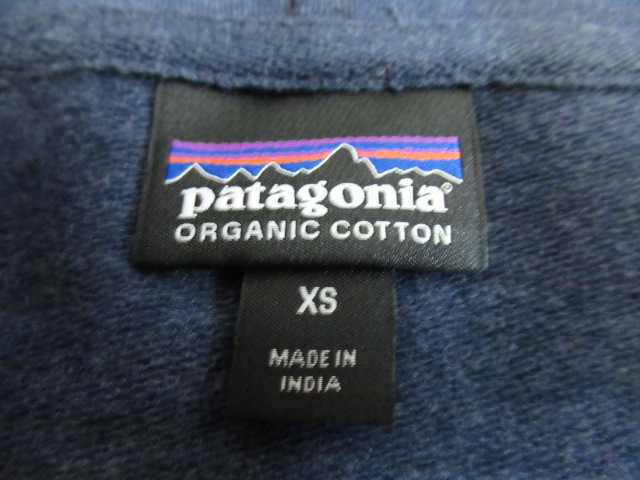 patagonia®
ORGANIC COTTON
XS
MADE IN
INDIA